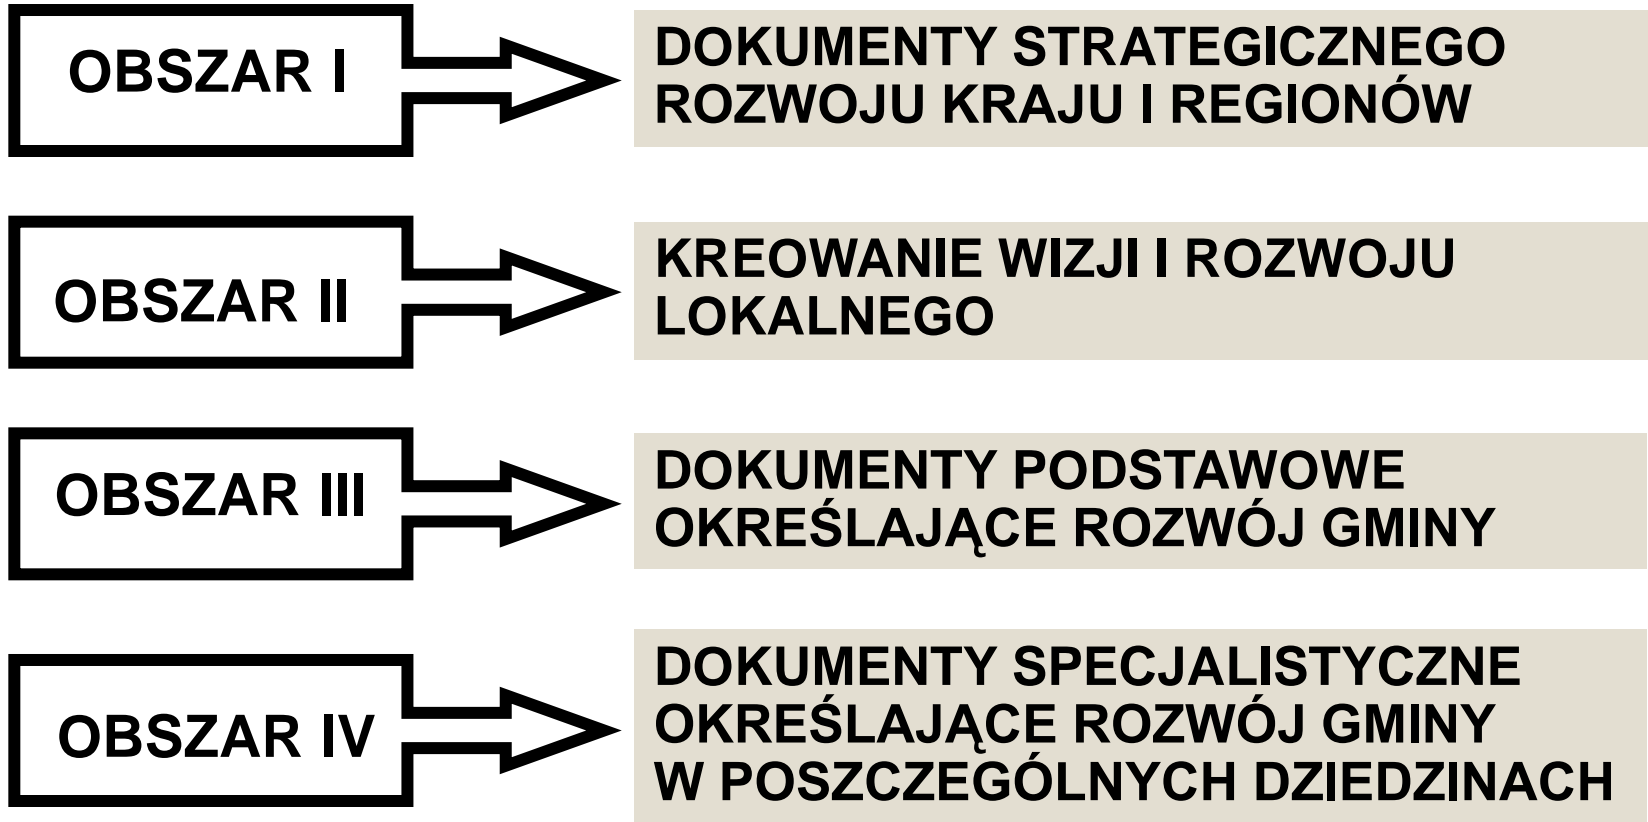 OBSZAR I
DOKUMENTY STRATEGICZNEGO
ROZWOJU KRAJU I REGIONÓW
OBSZAR II
KREOWANIE WIZJI I ROZWOJU
LOKALNEGO
OBSZAR III
DOKUMENTY PODSTAWOWE
OKREŚLAJĄCE ROZWÓJ GMINY
OBSZAR IV
DOKUMENTY SPECJALISTYCZNE
OKREŚLAJĄCE ROZWÓJ GMINY
W POSZCZEGÓLNYCH DZIEDZINACH